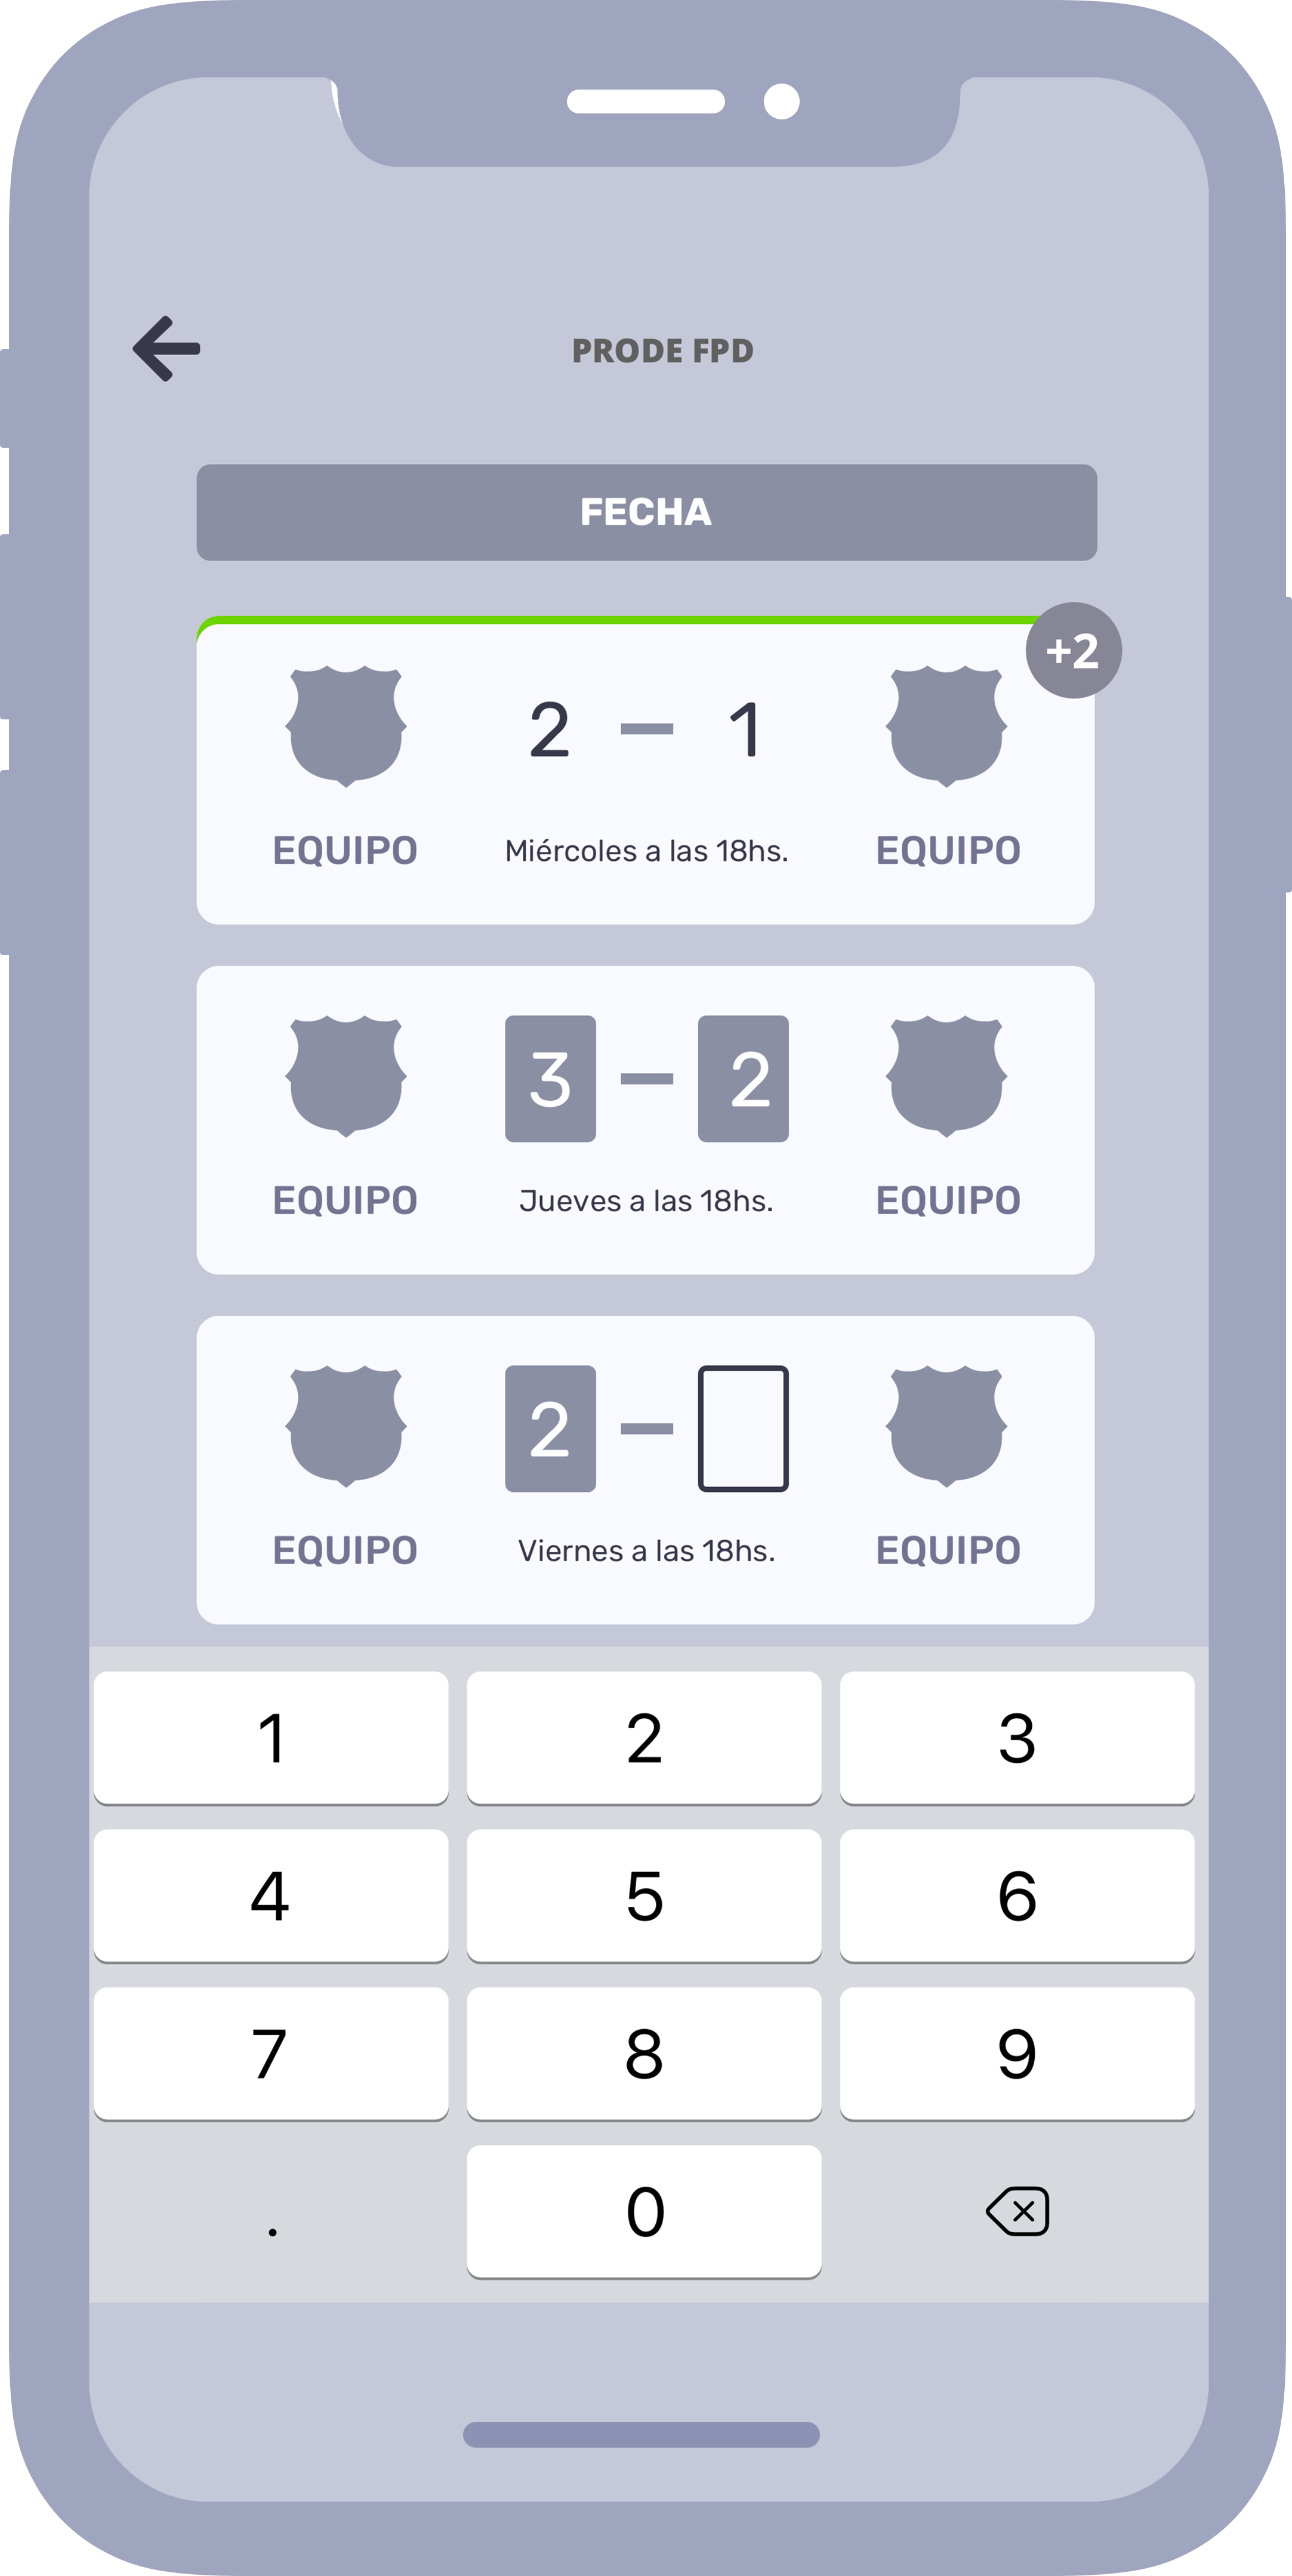 PRODE FPD
FECHA
+2
2 – 1
EQUIPO Miércoles a las 18hs. EQUIPO
3 – 2
EQUIPO Jueves a las 18hs. EQUIPO
2 –
EQUIPO Viernes a las 18hs. EQUIPO
1 2 3
4 5 6
7 8 9
. 0